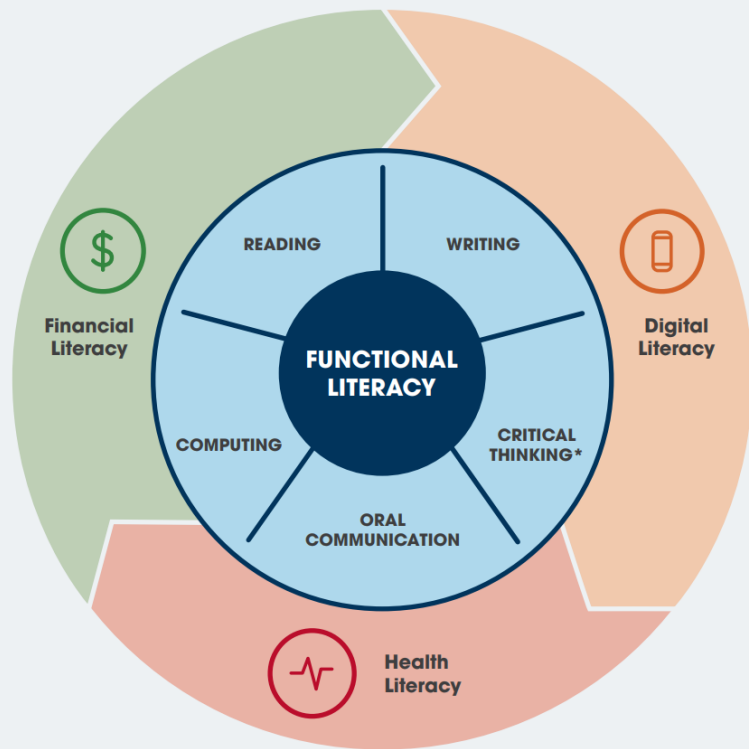 READING
WRITING
$
Financial
Literacy
Digital
Literacy
FUNCTIONAL
LITERACY
COMPUTING
CRITICAL
THINKING*
ORAL
COMMUNICATION
Health
Literacy